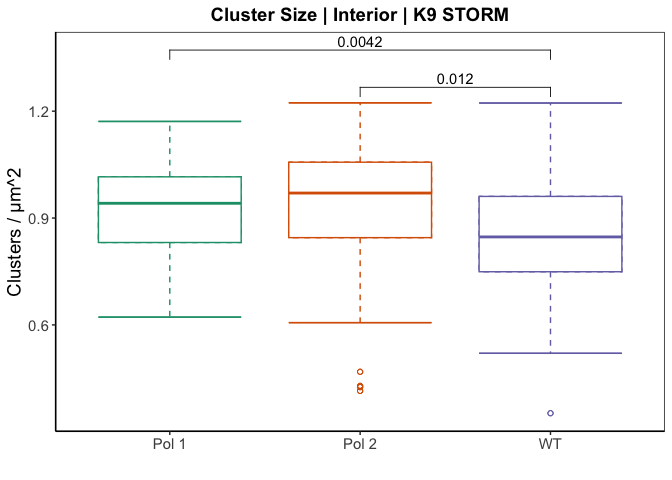 Cluster Size | Interior | K9 STORM
0.0042
0.012
1.2
0.9
0.6
Clusters / μm^2
Pol 1
Pol 2
WT